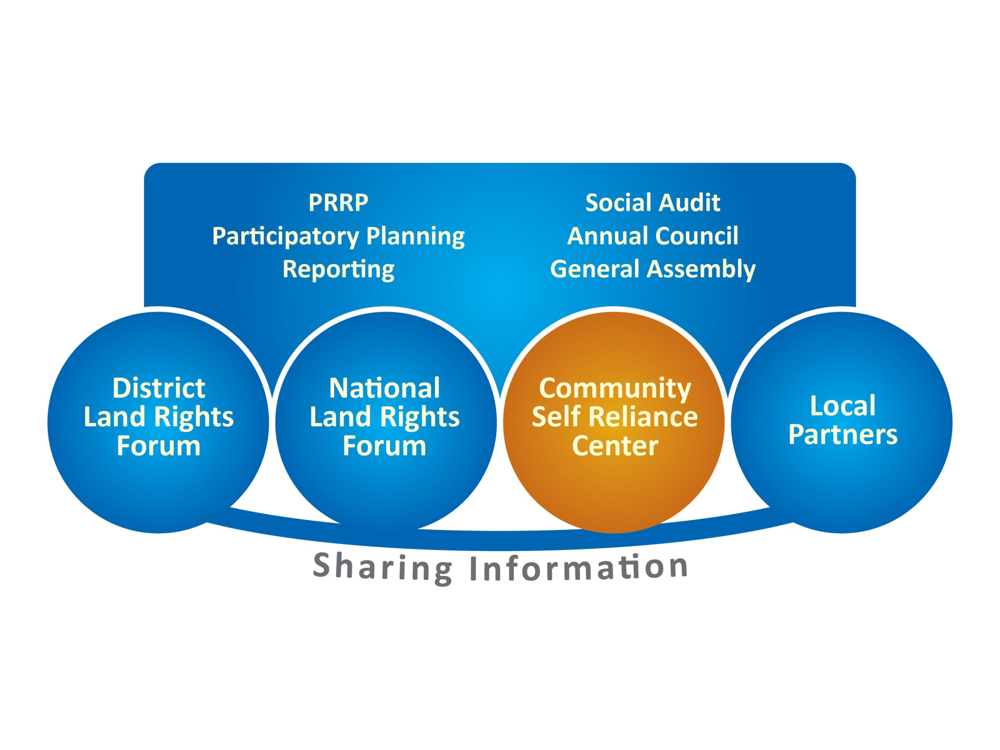 PRRP
Participatory Planning
Reporting
Social Audit
Annual Council
General Assembly
District
Land Rights
Forum
National
Land Rights
Forum
Community
Self Reliance
Center
Local
Partners
Sharing Information